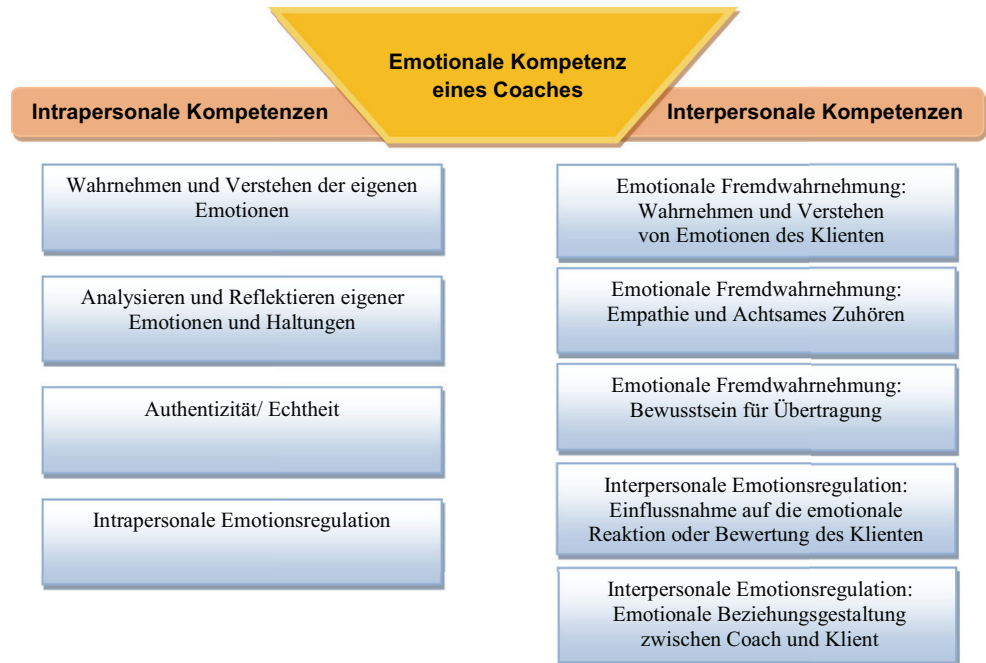 Emotionale Kompetenz
eines Coaches
Intrapersonale Kompetenzen
Interpersonale Kompetenzen
Wahrnehmen und Verstehen der eigenen
Emotionen
Analysieren und Reflektieren eigener
Emotionen und Haltungen
Authentizität/ Echtheit
Intrapersonale Emotionsregulation
Emotionale Fremdwahrnehmung:
Wahrnehmen und Verstehen
von Emotionen des Klienten
Emotionale Fremdwahrnehmung:
Empathie und Achtsames Zuhören
Emotionale Fremdwahrnehmung:
Bewusstsein für Übertragung
Interpersonale Emotionsregulation:
Einflussnahme auf die emotionale
Reaktion oder Bewertung des Klienten
Interpersonale Emotionsregulation:
Emotionale Beziehungsgestaltung
zwischen Coach und Klient